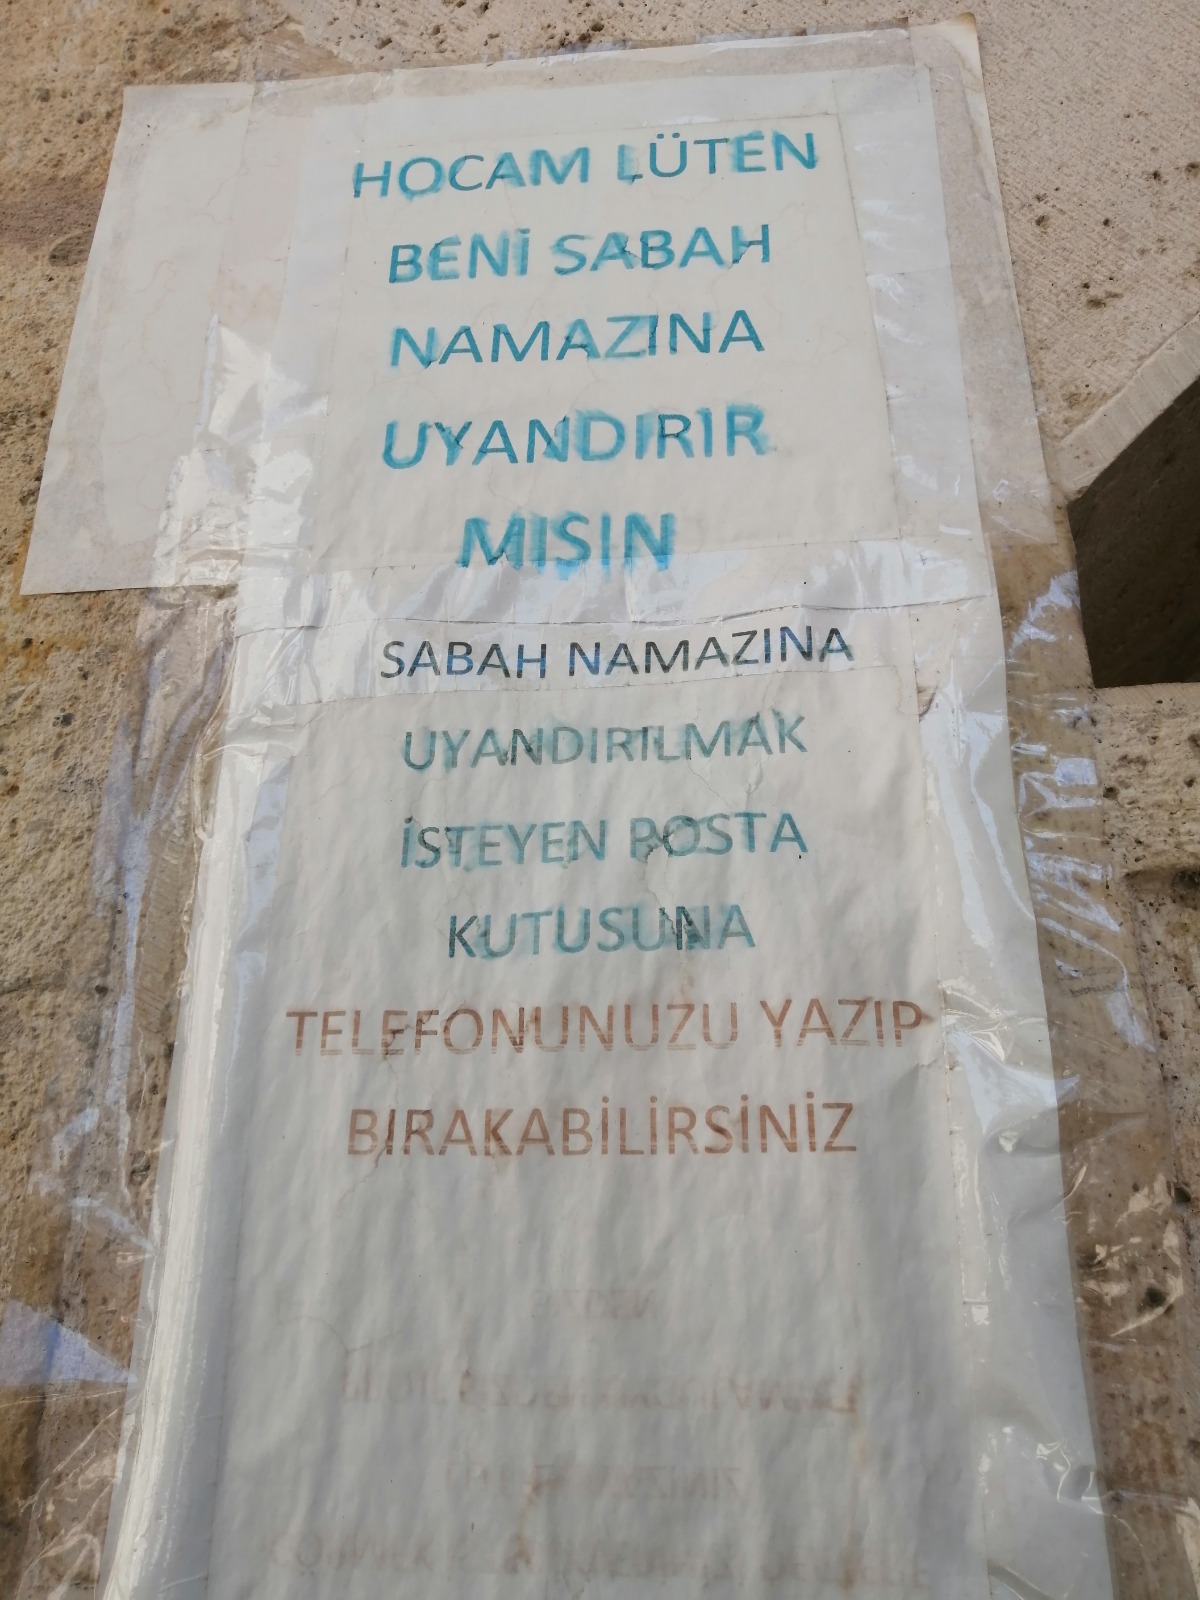 HOCAM LÜTEN
BENİ SABAH
NAMAZINA
UYANDIRIR
MISIN
SABAH NAMAZINA
UYANDIRILMAK
İSTEYEN POSTA
KUTUSUNA
TELEFONUNUZU YAZIP
BIRAKABİLİRSİNİZ